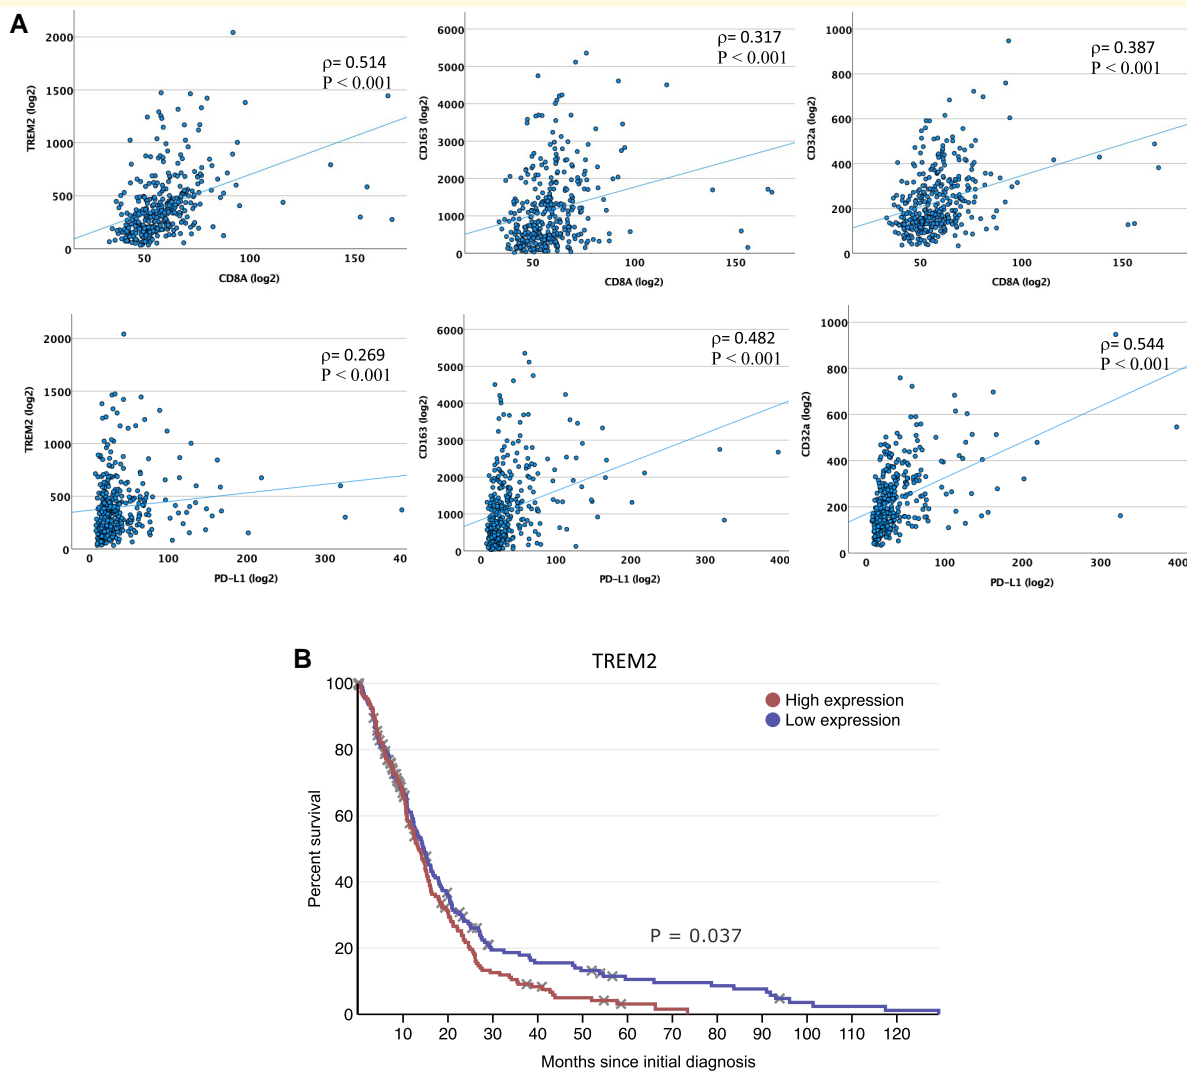 A
ρ= 0.514
P < 0.001
2000
1500
1000
500
0
TREM2 (log2)
50
100
150
CD8A (log2)
ρ= 0.317
P < 0.001
6000
5000
4000
3000
2000
1000
0
CD163 (log2)
50
100
150
CD8A (log2)
ρ= 0.387
P < 0.001
1000
800
600
400
200
0
CD32a (log2)
50
100
150
CD8A (log2)
ρ= 0.269
P < 0.001
2000
1500
1000
500
0
TREM2 (log2)
0
100
200
300
40
PD-L1 (log2)
ρ= 0.482
P < 0.001
6000
5000
4000
3000
2000
1000
0
CD163 (log2)
0
100
200
300
400
PD-L1 (log2)
ρ= 0.544
P < 0.001
1000
800
600
400
200
0
CD32a (log2)
0
100
200
300
400
PD-L1 (log2)
B
TREM2
High expression
Low expression
100
80
60
40
20
0
Percent survival
P = 0.037
10 20 30 40 50 60 70 80 90 100 110 120
Months since initial diagnosis